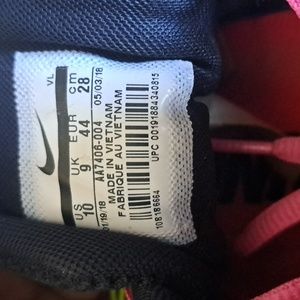 VL
US UK EUR cm
10 9 44 28
AA7406-004
01/19/18 05/03/18
MADE IN VIETNAM
FABRIQUE AU VIETNAM
UPC 00191884340815